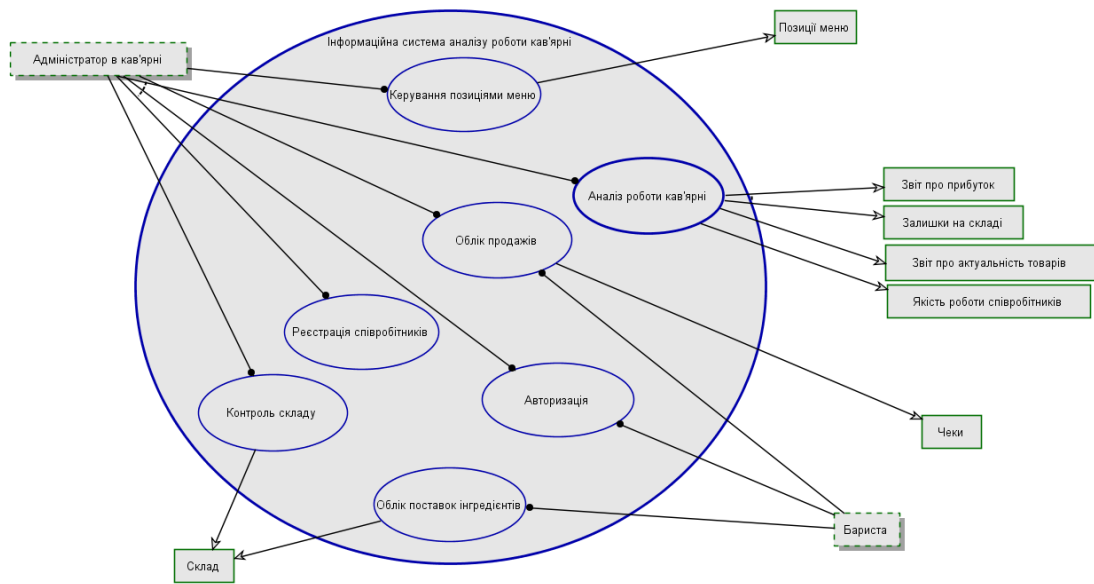 Позиції меню
Інформаційна система аналізу роботи кав'ярні
Адміністратор в кав'ярні
Керування позиціями меню
Звіт про прибуток
Аналіз роботи кав'ярні
Залишки на складі
Облік продажів
Звіт про актуальність товарів
Якість роботи співробітників
Реєстрація співробітників
Авторизація
Контроль складу
Чеки
Облік поставок інгредієнтів
Бариста
Склад